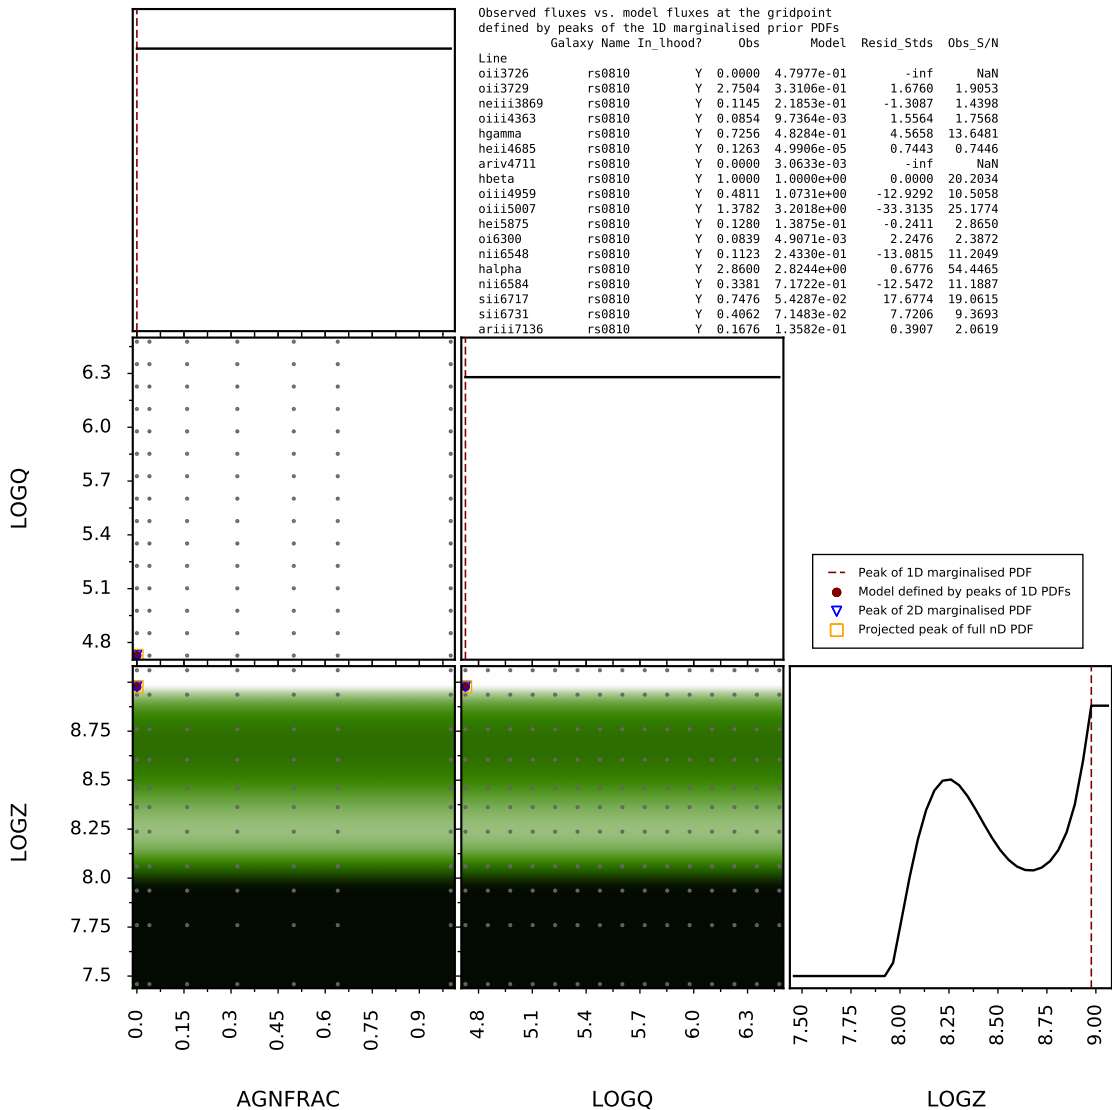 Observed fluxes vs. model fluxes at the gridpoint
defined by peaks of the 1D marginalised prior PDFs
Galaxy Name In_lhood? Obs Model Resid_Stds Obs_S/N
Line
oii3726 rs0810 Y 0.0000 4.7977e-01 -inf NaN
oii3729 rs0810 Y 2.7504 3.3106e-01 1.6760 1.9053
neiii3869 rs0810 Y 0.1145 2.1853e-01 -1.3087 1.4398
oiii4363 rs0810 Y 0.0854 9.7364e-03 1.5564 1.7568
hgamma rs0810 Y 0.7256 4.8284e-01 4.5658 13.6481
heii4685 rs0810 Y 0.1263 4.9906e-05 0.7443 0.7446
ariv4711 rs0810 Y 0.0000 3.0633e-03 -inf NaN
hbeta rs0810 Y 1.0000 1.0000e+00 0.0000 20.2034
oiii4959 rs0810 Y 0.4811 1.0731e+00 -12.9292 10.5058
oiii5007 rs0810 Y 1.3782 3.2018e+00 -33.3135 25.1774
hei5875 rs0810 Y 0.1280 1.3875e-01 -0.2411 2.8650
oi6300 rs0810 Y 0.0839 4.9071e-03 2.2476 2.3872
nii6548 rs0810 Y 0.1123 2.4330e-01 -13.0815 11.2049
halpha rs0810 Y 2.8600 2.8244e+00 0.6776 54.4465
nii6584 rs0810 Y 0.3381 7.1722e-01 -12.5472 11.1887
sii6717 rs0810 Y 0.7476 5.4287e-02 17.6774 19.0615
sii6731 rs0810 Y 0.4062 7.1483e-02 7.7206 9.3693
ariii7136 rs0810 Y 0.1676 1.3582e-01 0.3907 2.0619
6.3
6.0
5.7
5.4
5.1
4.8
LOGQ
Peak of 1D marginalised PDF
Model defined by peaks of 1D PDFs
Peak of 2D marginalised PDF
Projected peak of full nD PDF
8.75
8.5
8.25
8.0
7.75
7.5
LOGZ
0.0 0.15 0.3 0.45 0.6 0.75 0.9
4.8 5.1 5.4 5.7 6.0 6.3
7.50 7.75 8.00 8.25 8.50 8.75 9.00
AGNFRAC LOGQ LOGZ